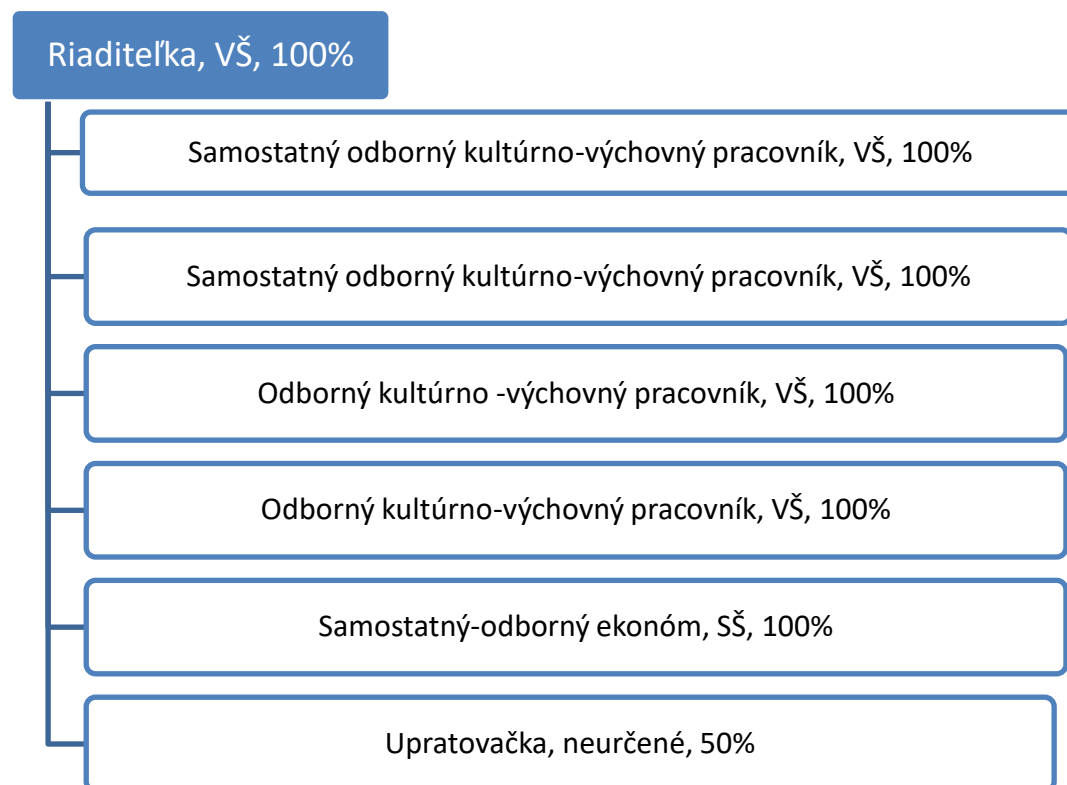 Riaditeľka, VŠ, 100%
Samostatný odborný kultúrno-výchovný pracovník, VŠ, 100%
Samostatný odborný kultúrno-výchovný pracovník, VŠ, 100%
Odborný kultúrno -výchovný pracovník, VŠ, 100%
Odborný kultúrno-výchovný pracovník, VŠ, 100%
Samostatný-odborný ekonóm, SŠ, 100%
Upratovačka, neurčené, 50%